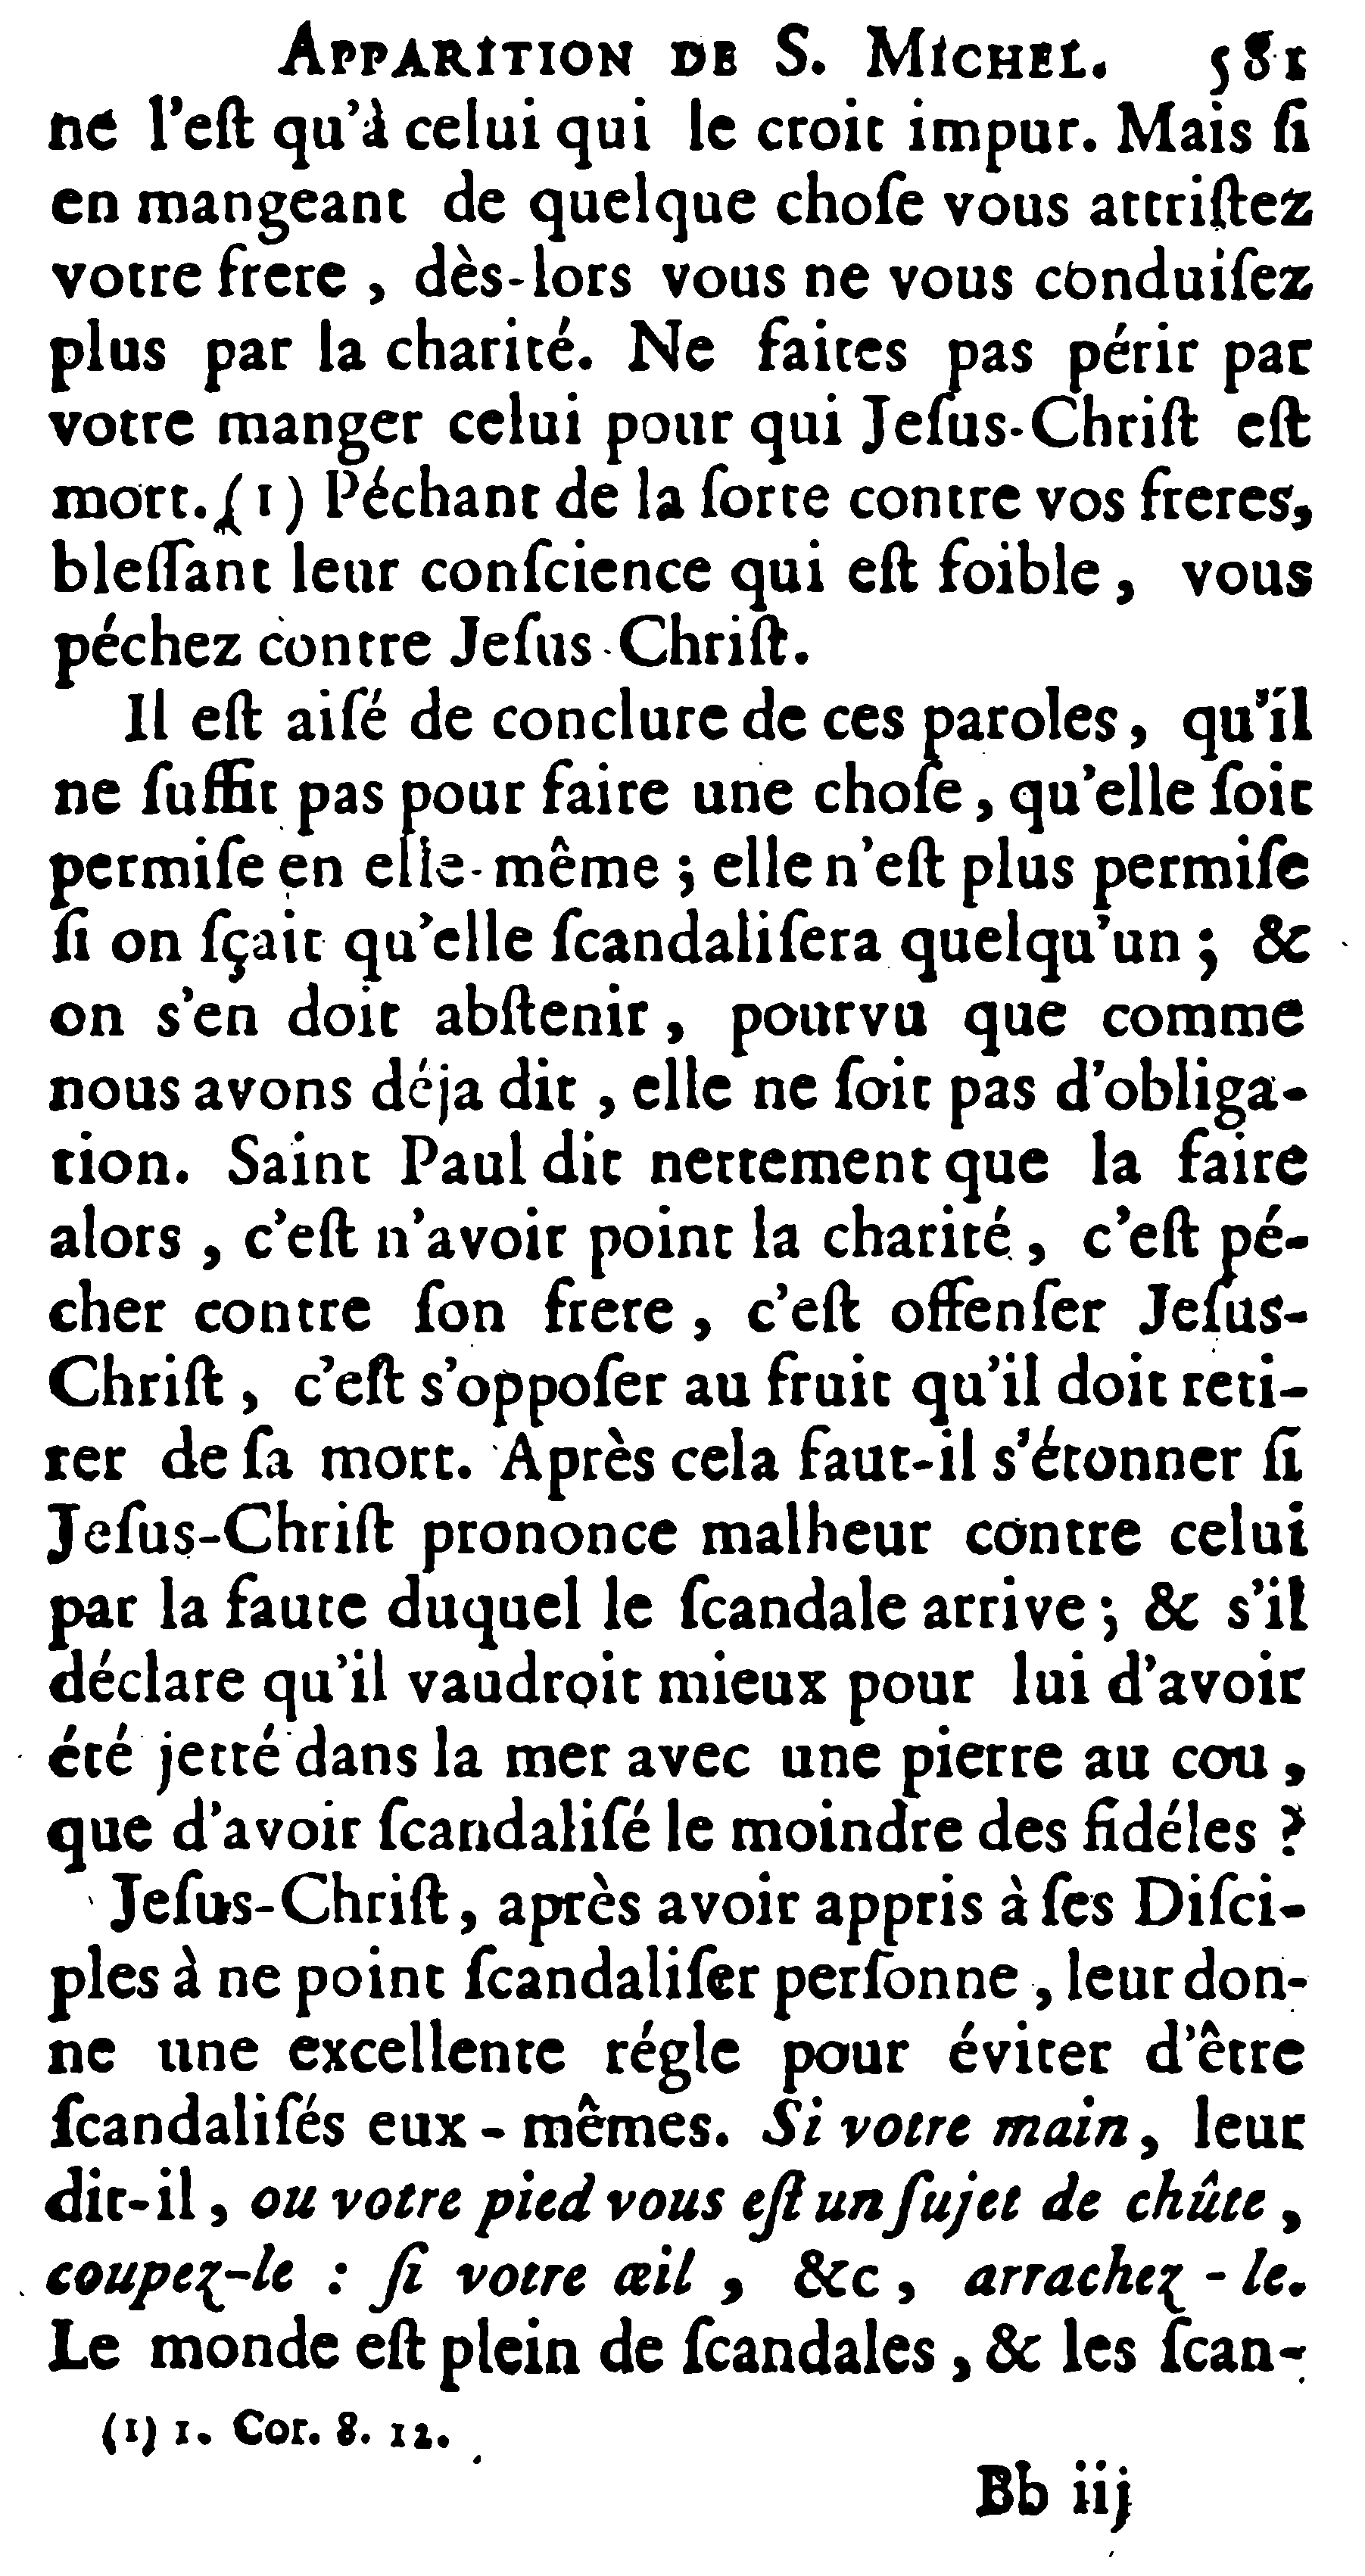 APPARITION DE S. MICHEL. 581
ne l'eſt qu'à celui qui le croit impur. Mais ſi
en mangeant de quelque choſe vous attriſtez
votre frere, dès-lors vous ne vous conduiſez
plus par la charité. Ne faites pas périr par
votre manger celui pour qui Jeſus-Chriſt eſt
mort. (1) Péchant de la ſorte contre vos freres,
bleſſant leur conſcience qui eſt foible, vous
péchez contre Jeſus-Chriſt.
Il eſt aiſé de conclure de ces paroles, qu'il
ne ſuffit pas pour faire une choſe, qu'elle ſoit
permiſe en elle-même ; elle n'eſt plus permiſe
ſi on ſçait qu'elle ſcandaliſera quelqu'un ; &
on s'en doit abſtenir, pourvu que comme
nous avons déja dit, elle ne ſoit pas d'obliga-
tion. Saint Paul dit nettement que la faire
alors, c'eſt n'avoir point la charité, c'eſt pé-
cher contre ſon frere, c'eſt offenſer Jeſus-
Chriſt, c'eſt s'oppoſer au fruit qu'il doit reti-
rer de ſa mort. Après cela faut-il s'étonner ſi
Jeſus-Chriſt prononce malheur contre celui
par la faute duquel le ſcandale arrive ; & s'il
déclare qu'il vaudroit mieux pour lui d'avoir
été jetté dans la mer avec une pierre au cou,
que d'avoir ſcandaliſé le moindre des fidéles ?
Jeſus-Chriſt, après avoir appris à ſes Diſci-
ples à ne point ſcandaliſer perſonne, leur don-
ne une excellente régle pour éviter d'être
ſcandaliſés eux-mêmes. Si votre main, leur
dit-il, ou votre pied vous eſt un ſujet de chûte,
coupez-le : ſi votre œil, &c, arrachez-le.
Le monde eſt plein de ſcandales, & les ſcan-
(1) 1. Cor. 8. 12.
Bb iij